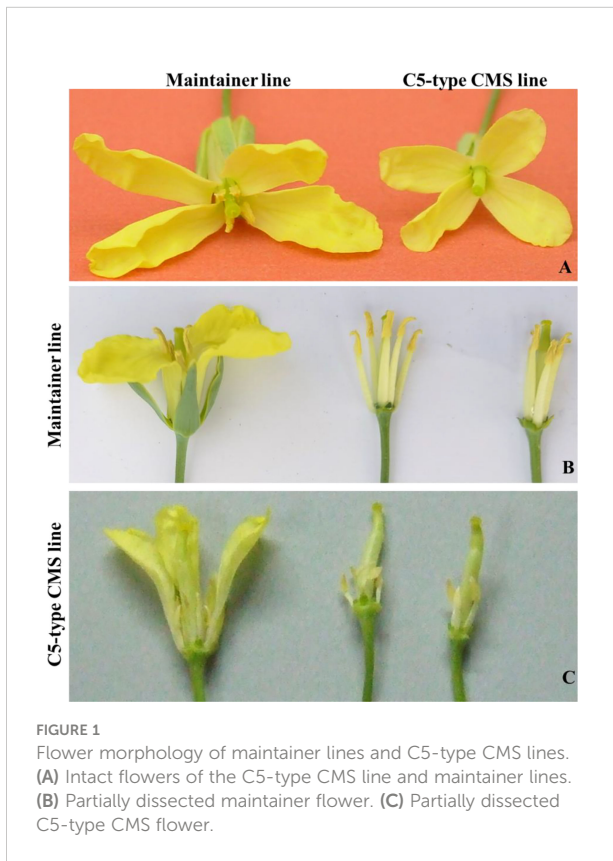 Maintainer line C5-type CMS line
A
Maintainer line
B
C5-type CMS line
C
FIGURE 1
Flower morphology of maintainer lines and C5-type CMS lines.
(A) Intact flowers of the C5-type CMS line and maintainer lines.
(B) Partially dissected maintainer flower. (C) Partially dissected
C5-type CMS flower.